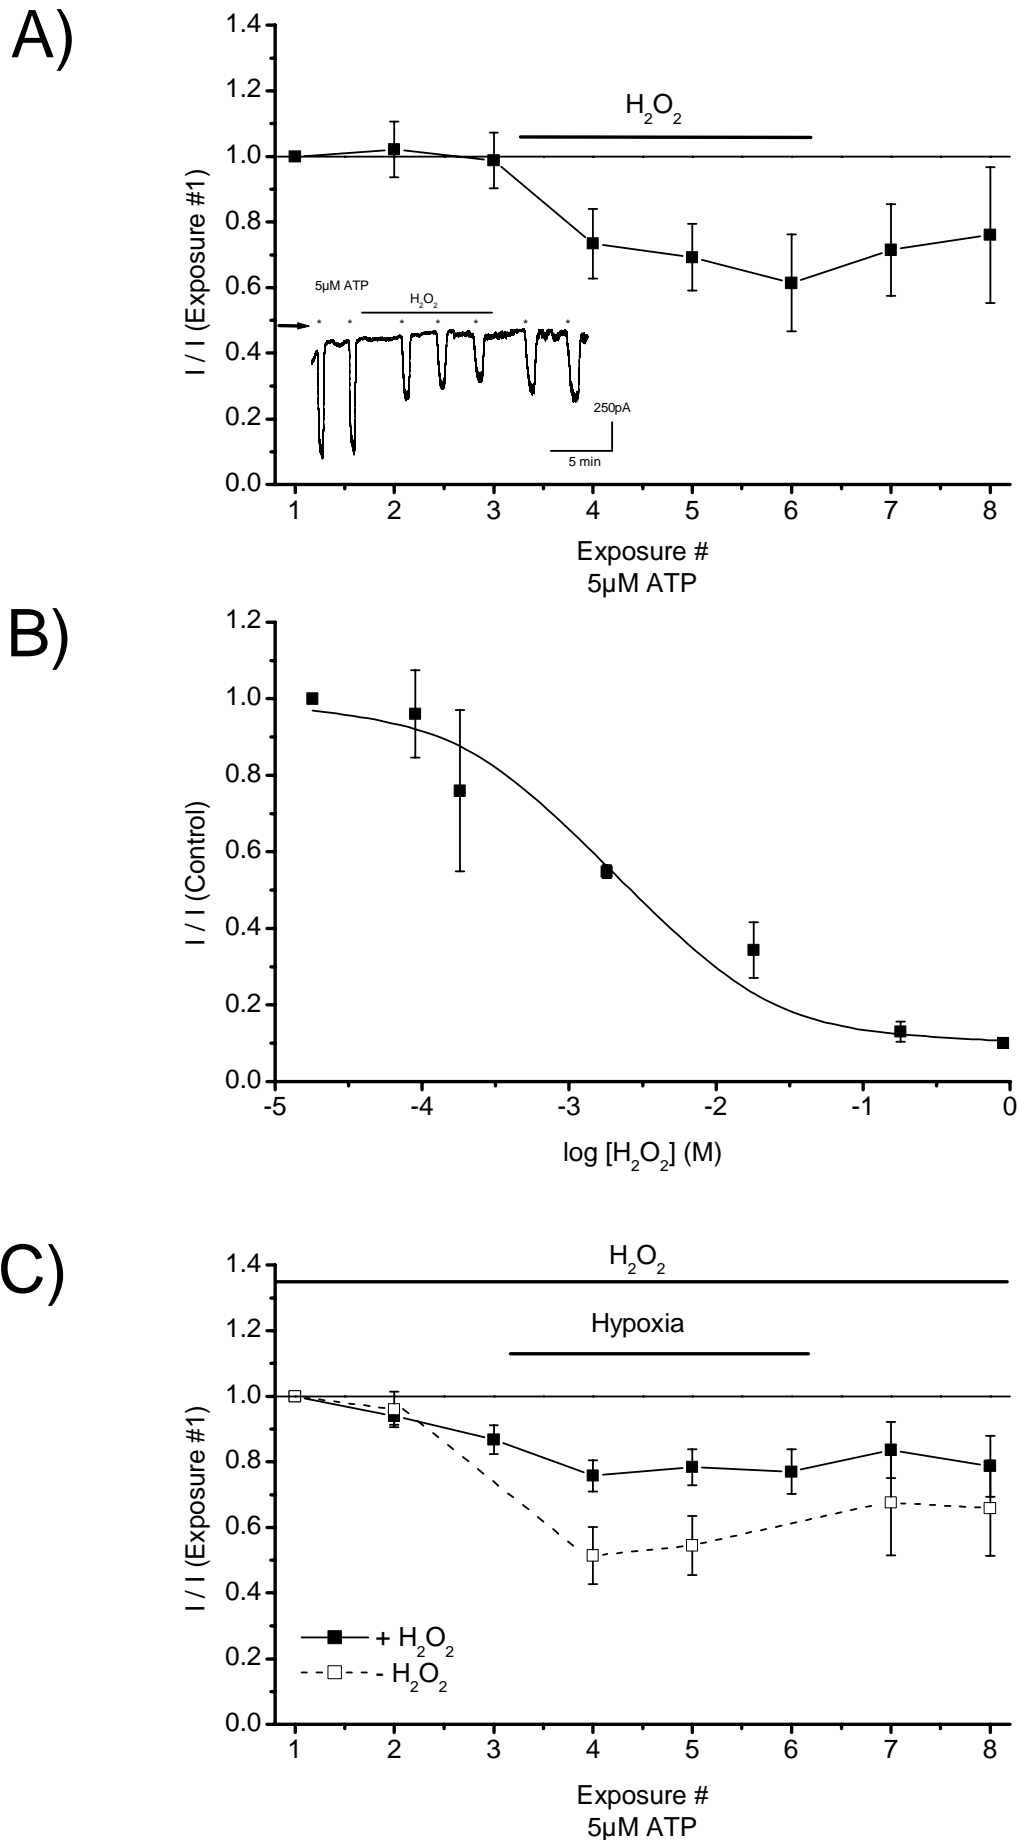 A)
1.4
1.2
1.0
0.8
0.6
0.4
0.2
0.0
I / I (Exposure #1)
H2O2
5µM ATP
H2O2
* * * * * * *
250pA
5 min
1 2 3 4 5 6 7 8
Exposure #
5µM ATP
B)
1.2
1.0
0.8
0.6
0.4
0.2
0.0
I / I (Control)
-5 -4 -3 -2 -1 0
log [H2O2] (M)
C)
1.4
1.2
1.0
0.8
0.6
0.4
0.2
0.0
I / I (Exposure #1)
H2O2
Hypoxia
+ H2O2
- H2O2
1 2 3 4 5 6 7 8
Exposure #
5µM ATP